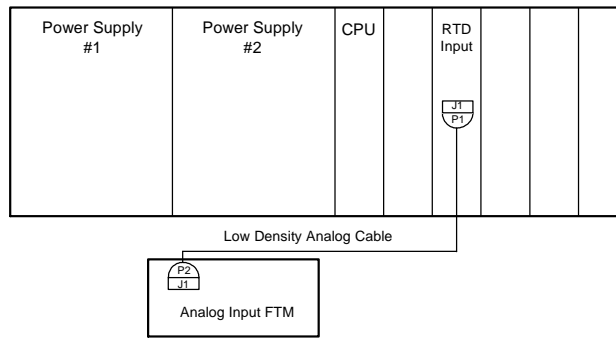 Power Supply
#1
Power Supply
#2
CPU
RTD
Input
J1
P1
Low Density Analog Cable
P2
J1
Analog Input FTM